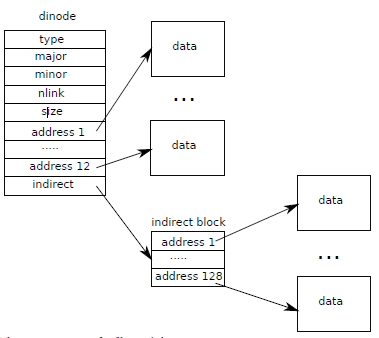 dinode
type
major
minor
nlink
size
address 1
.....
address 12
indirect
data
...
data
indirect block
address 1
.....
address 128
data
...
data